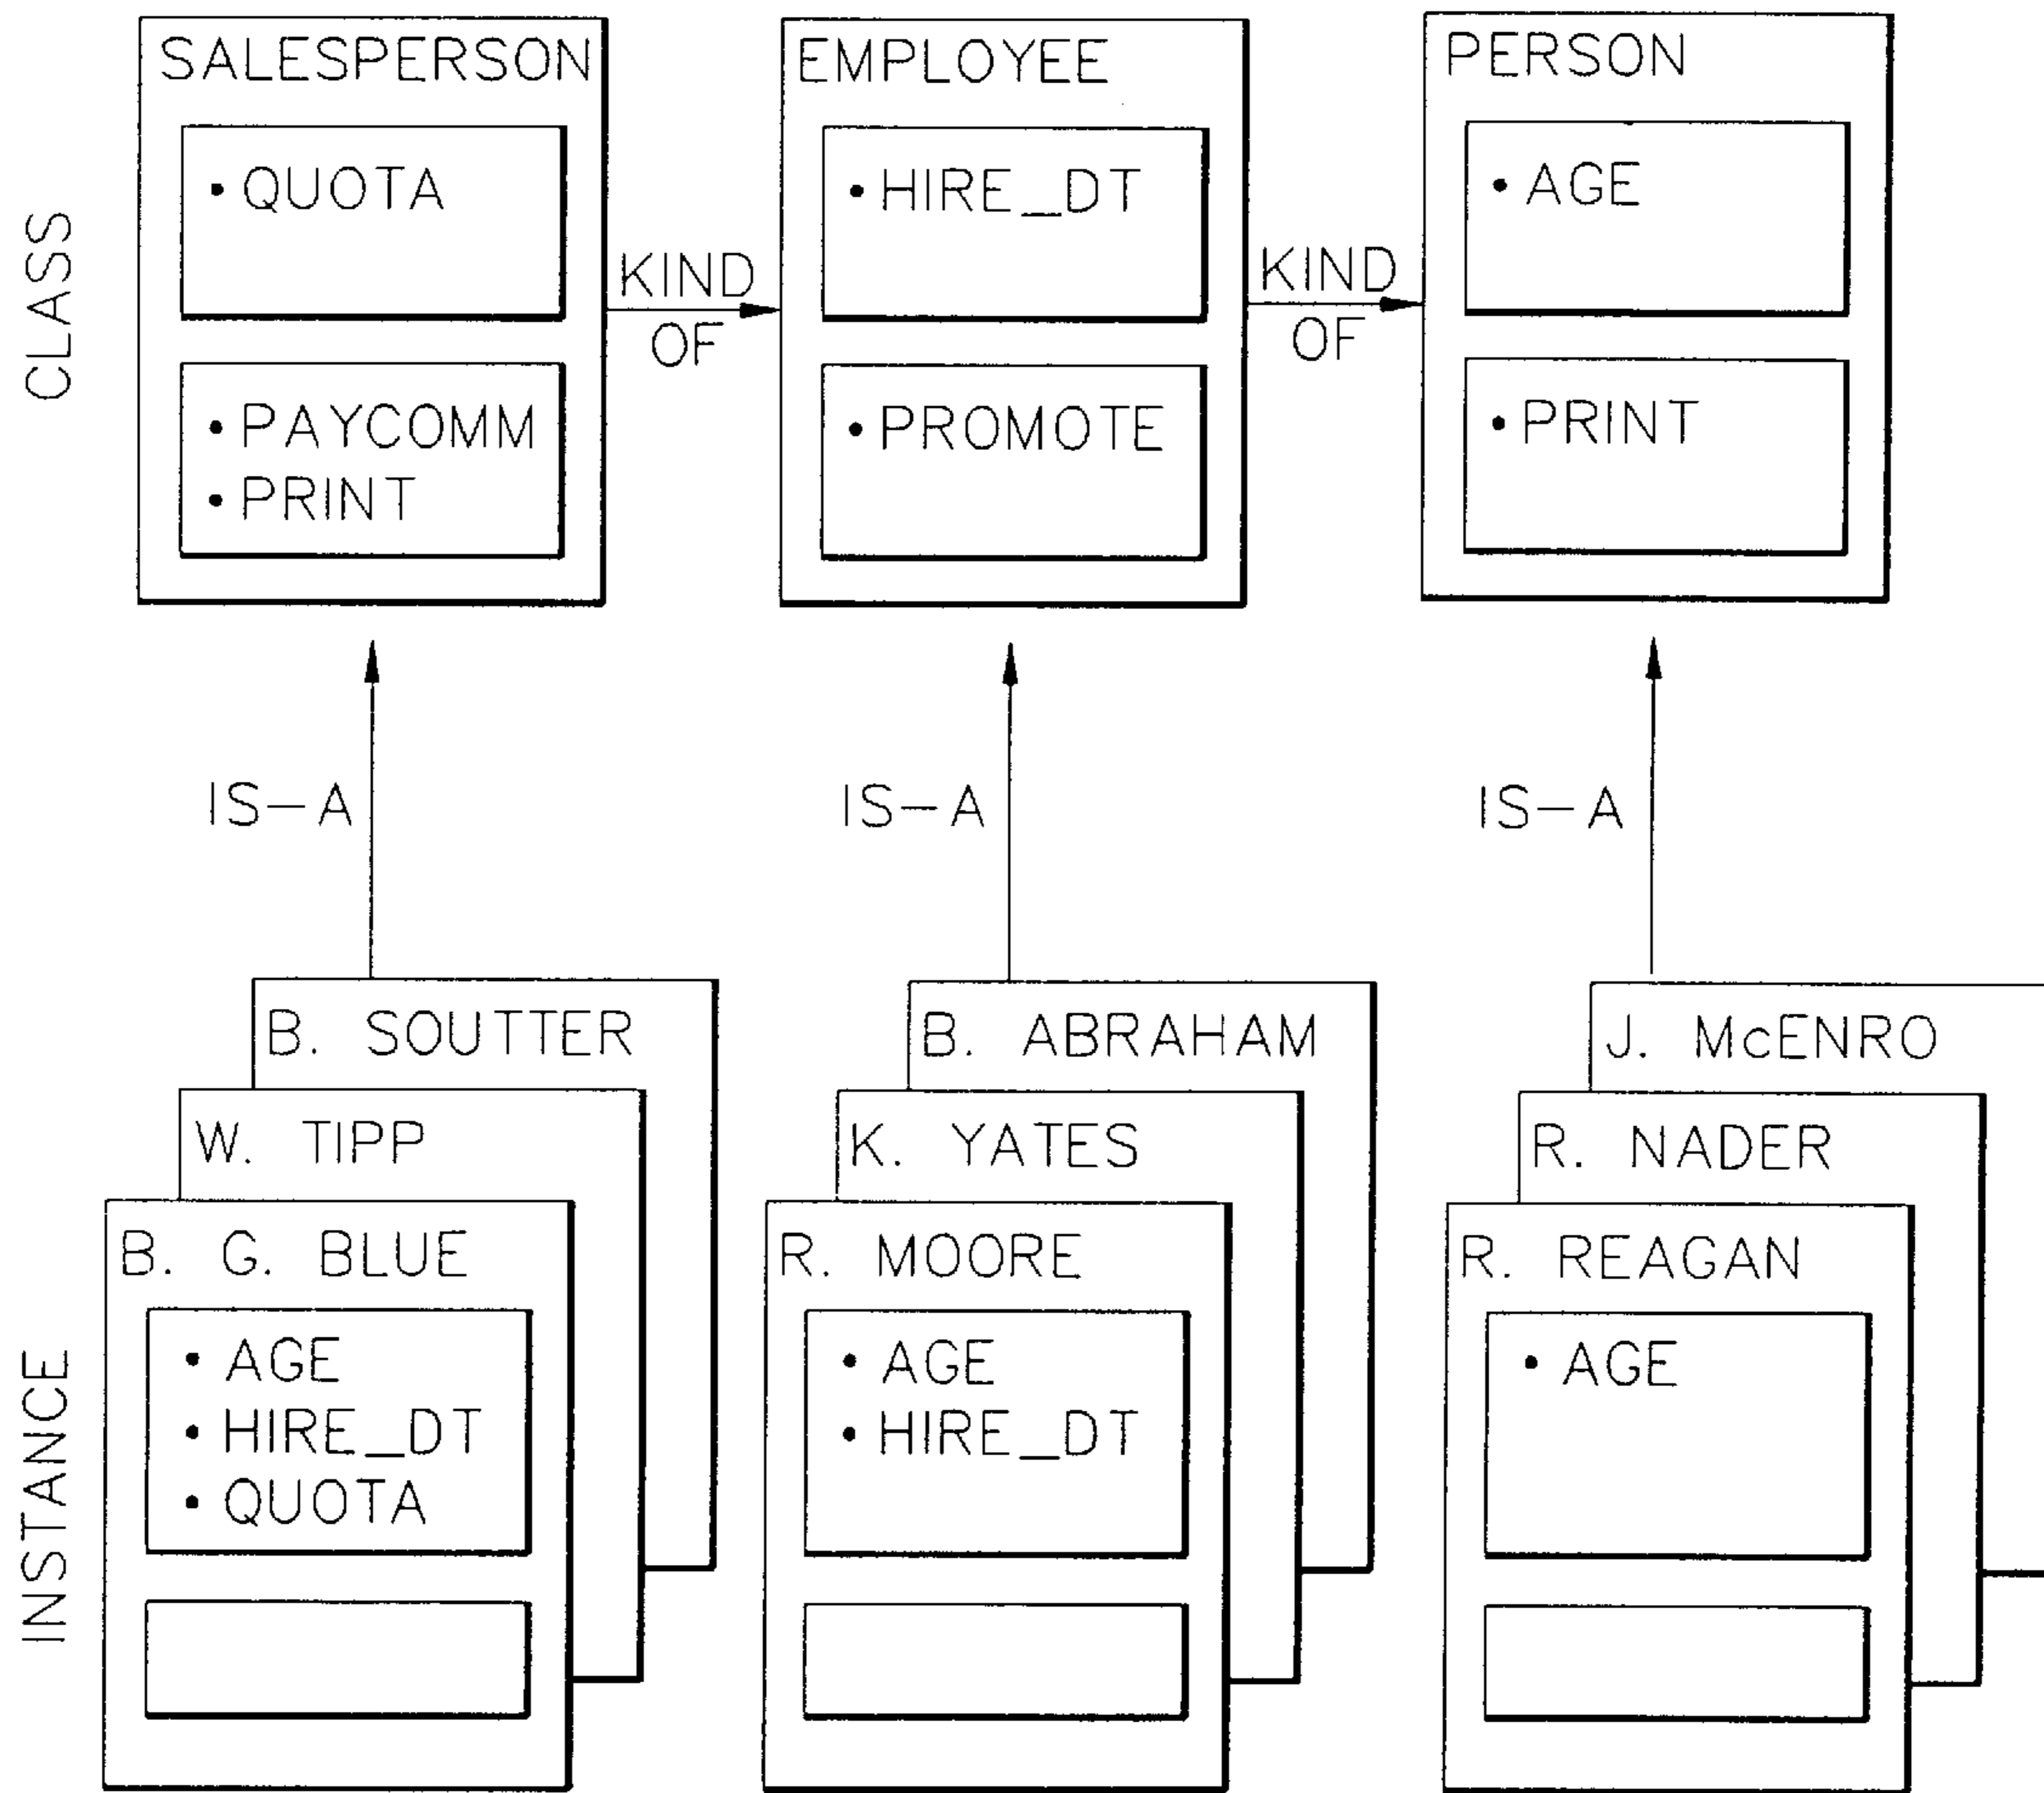 CLASS
SALESPERSON
• QUOTA
• PAYCOMM
• PRINT
KIND
OF
EMPLOYEE
• HIRE_DT
• PROMOTE
KIND
OF
PERSON
• AGE
• PRINT
IS-A
IS-A
IS-A
INSTANCE
B. SOUTTER
W. TIPP
B. G. BLUE
• AGE
• HIRE_DT
• QUOTA
B. ABRAHAM
K. YATES
R. MOORE
• AGE
• HIRE_DT
J. McENRO
R. NADER
R. REAGAN
• AGE